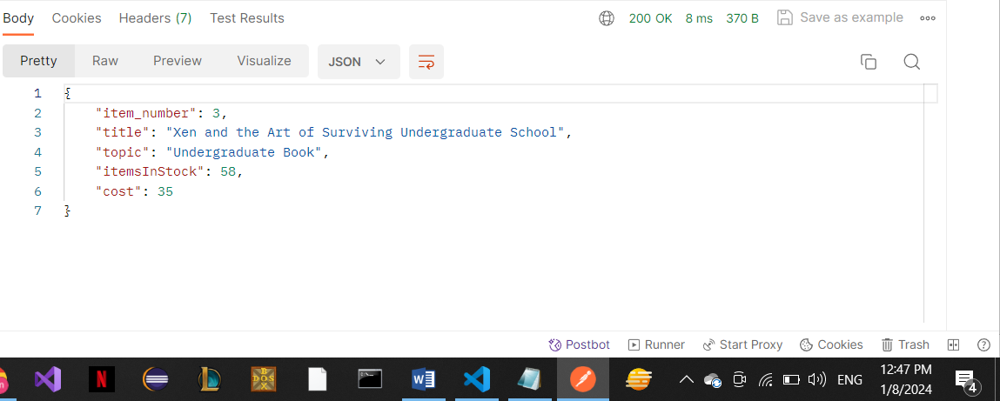 Body Cookies Headers (7) Test Results 200 OK 8 ms 370 B Save as example
Pretty Raw Preview Visualize JSON
1 {
2 "item_number": 3,
3 "title": "Xen and the Art of Surviving Undergraduate School",
4 "topic": "Undergraduate Book",
5 "itemsInStock": 58,
6 "cost": 35
7 }
Postbot Runner Start Proxy Cookies Trash
N DOS W ENG 12:47 PM
1/8/2024 4